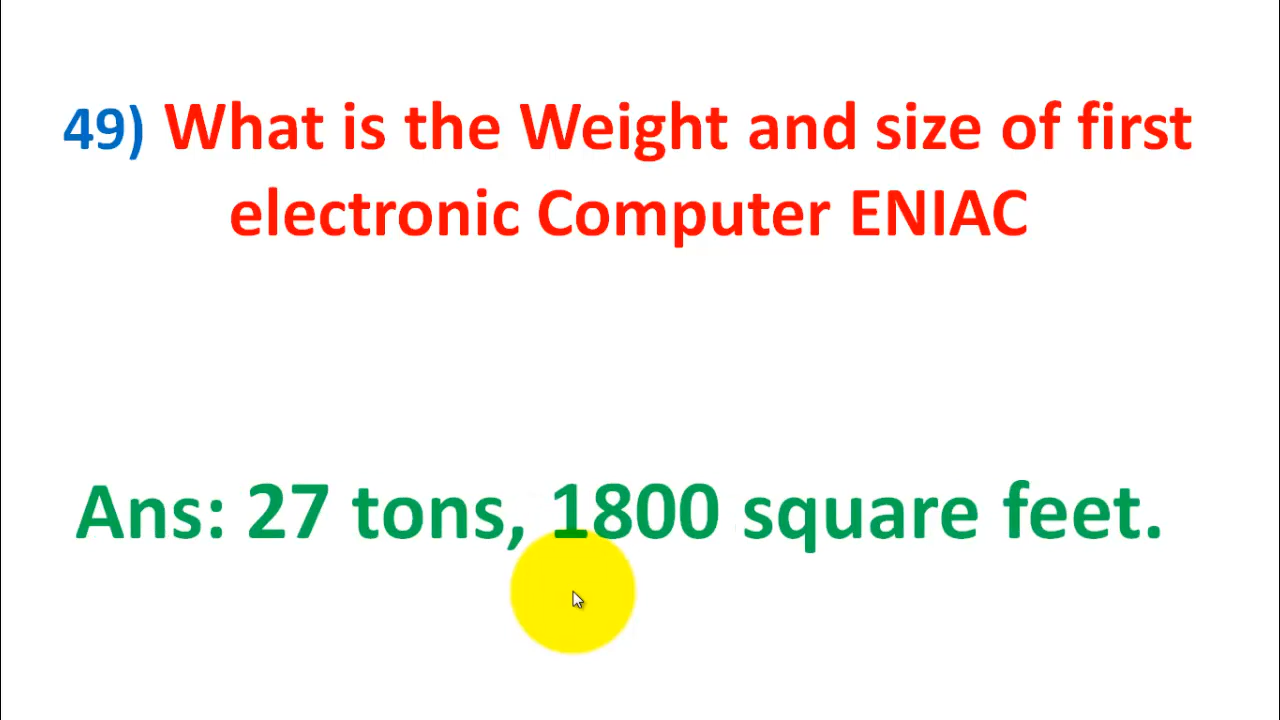 49) What is the Weight and size of first
electronic Computer ENIAC
Ans: 27 tons, 1800 square feet.